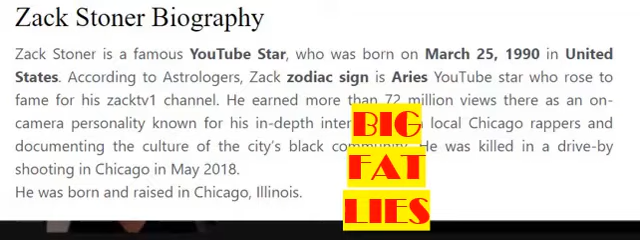 Zack Stoner Biography
Zack Stoner is a famous YouTube Star, who was born on March 25, 1990 in United
States. According to Astrologers, Zack zodiac sign is Aries YouTube star who rose to
fame for his zacktv1 channel. He earned more than 72 million views there as an on-
camera personality known for his in-depth local Chicago rappers and
documenting the culture of the city's black community. He was killed in a drive-by
shooting in Chicago in May 2018.
He was born and raised in Chicago, Illinois.
BIG
FAT
LIES